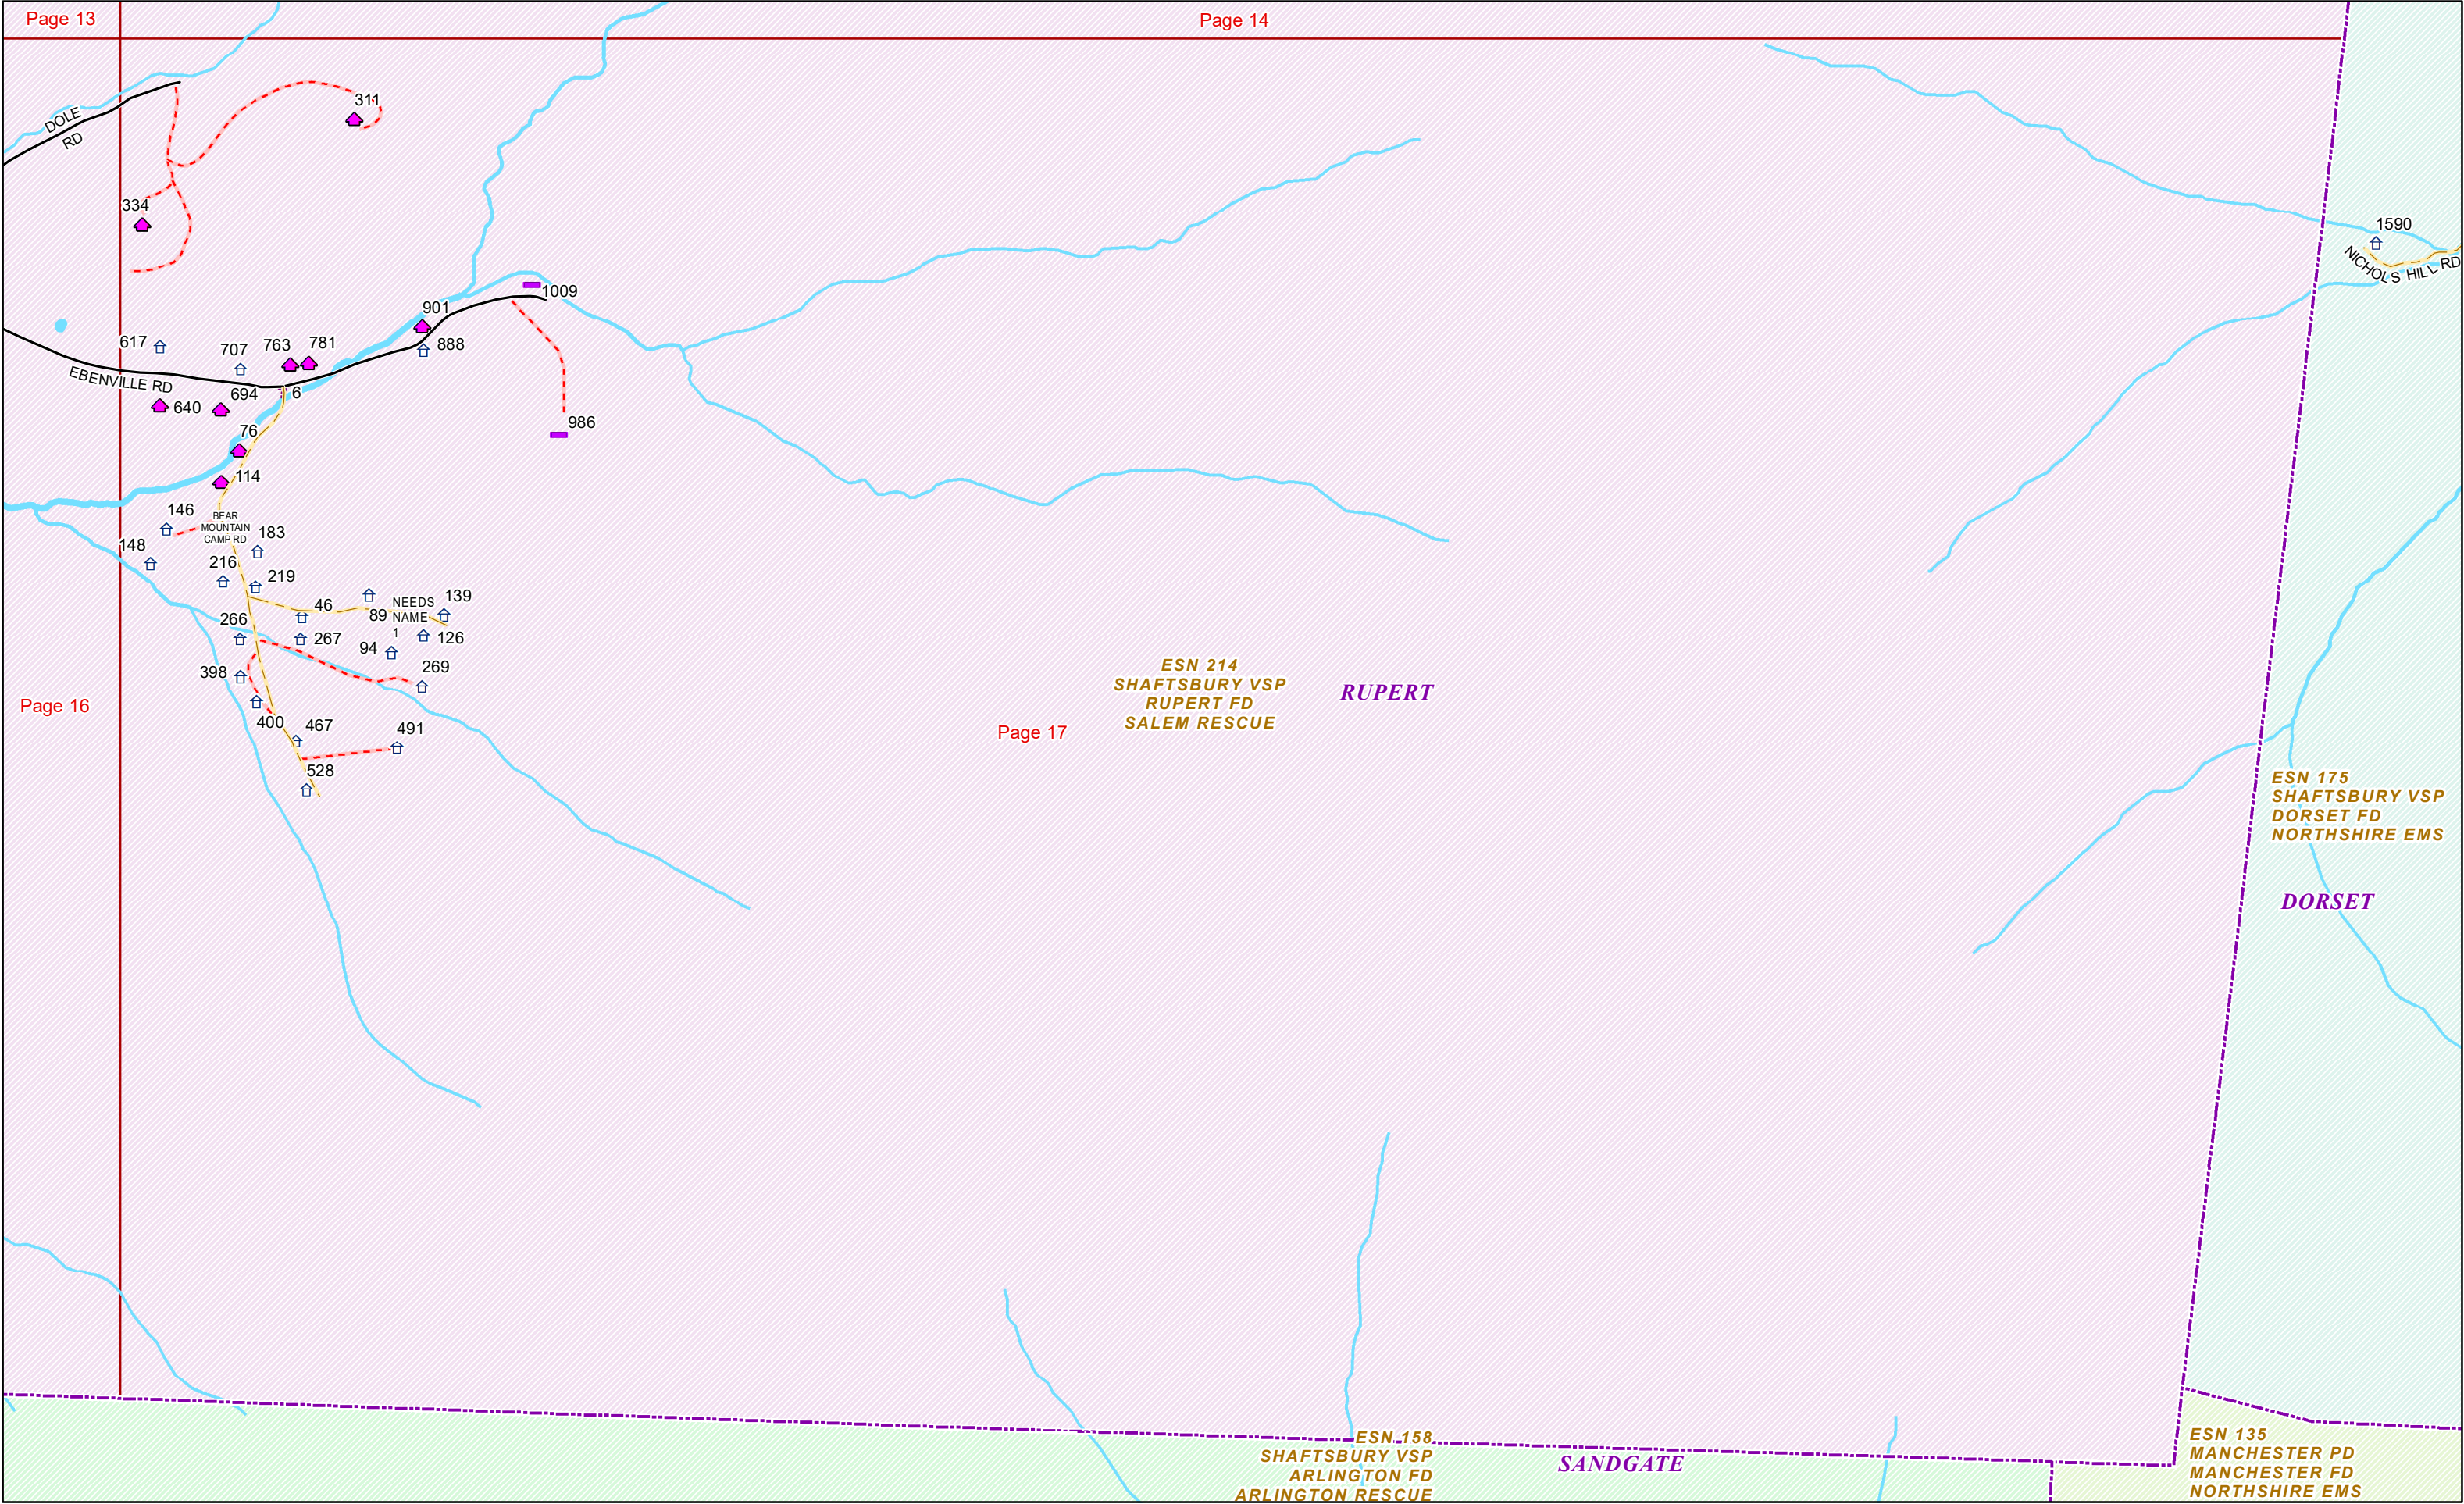 Page 13
Page 14
311
DOLE
RD
334
1590
NICHOLS HILL RD
1009
901
617
707
763
781
888
EBENVILLE RD
694
6
640
986
76
114
146
BEAR
MOUNTAIN
CAMP RD
183
148
216
219
46
89
NEEDS
NAME
1
139
266
267
94
126
398
269
400
467
491
528
Page 16
ESN 214
SHAFTSBURY VSP
RUPERT FD
SALEM RESCUE
RUPERT
Page 17
ESN 175
SHAFTSBURY VSP
DORSET FD
NORTHSHIRE EMS
DORSET
ESN 158
SHAFTSBURY VSP
ARLINGTON FD
ARLINGTON RESCUE
SANDGATE
ESN 135
MANCHESTER PD
MANCHESTER FD
NORTHSHIRE EMS